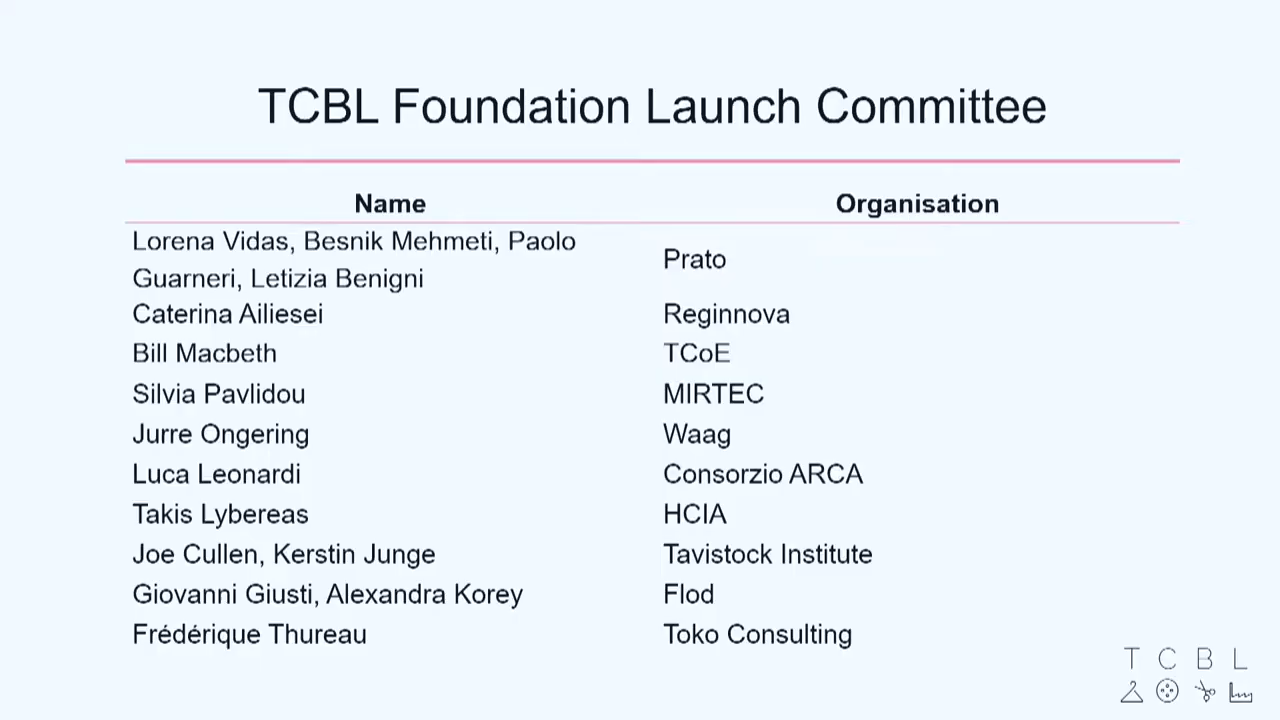 TCBL Foundation Launch Committee
Name Organisation
Lorena Vidas, Besnik Mehmeti, Paolo
Guarneri, Letizia Benigni Prato
Caterina Ailiesei Reginnova
Bill Macbeth TCoE
Silvia Pavlidou MIRTEC
Jurre Ongering Waag
Luca Leonardi Consorzio ARCA
Takis Lybereas HCIA
Joe Cullen, Kerstin Junge Tavistock Institute
Giovanni Giusti, Alexandra Korey Flod
Frédérique Thureau Toko Consulting
T C B L